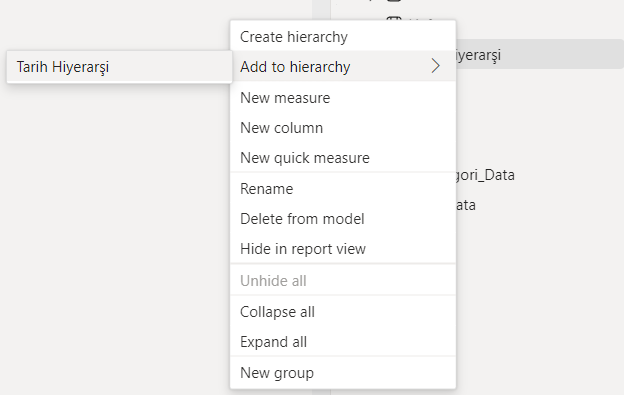 Create hierarchy
Tarih Hiyerarşi
Add to hierarchy
iyerarşi
New measure
New column
New quick measure
gori_Data
Rename
ata
Delete from model
Hide in report view
Unhide all
Collapse all
Expand all
New group